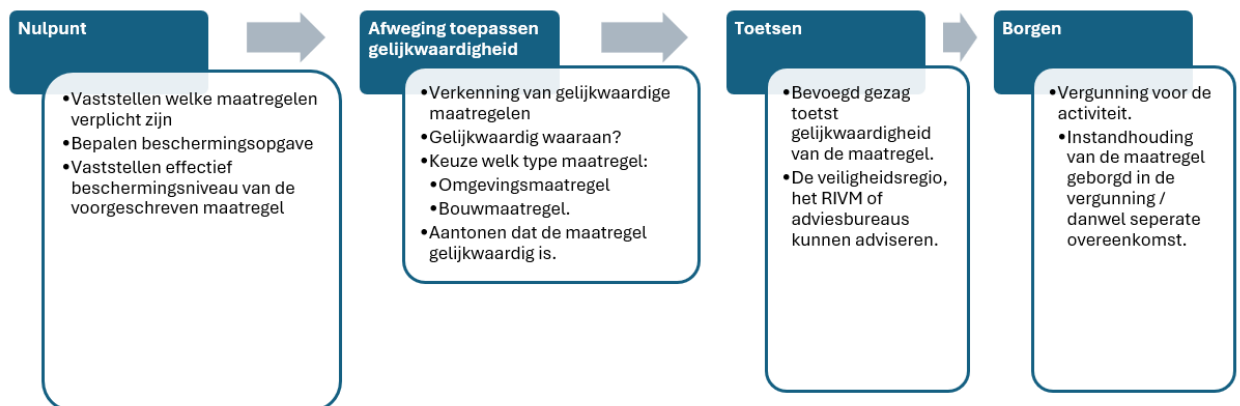 Nulpunt
•Vaststellen welke maatregelen
verplicht zijn
•Bepalen beschermingsopgave
•Vaststellen effectief
beschermingsniveau van de
voorgeschreven maatregel
Afweging toepassen
gelijkwaardigheid
•Verkenning van gelijkwaardige
maatregelen
•Gelijkwaardig waaraan?
•Keuze welk type maatregel:
•Omgevingsmaatregel
•Bouwmaatregel.
•Aantonen dat de maatregel
gelijkwaardig is.
Toetsen
•Bevoegd gezag
toetst
gelijkwaardigheid
van de maatregel.
•De veiligheidsregio,
het RIVM of
adviesbureaus
kunnen adviseren.
Borgen
•Vergunning voor de
activiteit.
•Instandhouding
van de maatregel
geborgd in de
vergunning /
danwel seperate
overeenkomst.